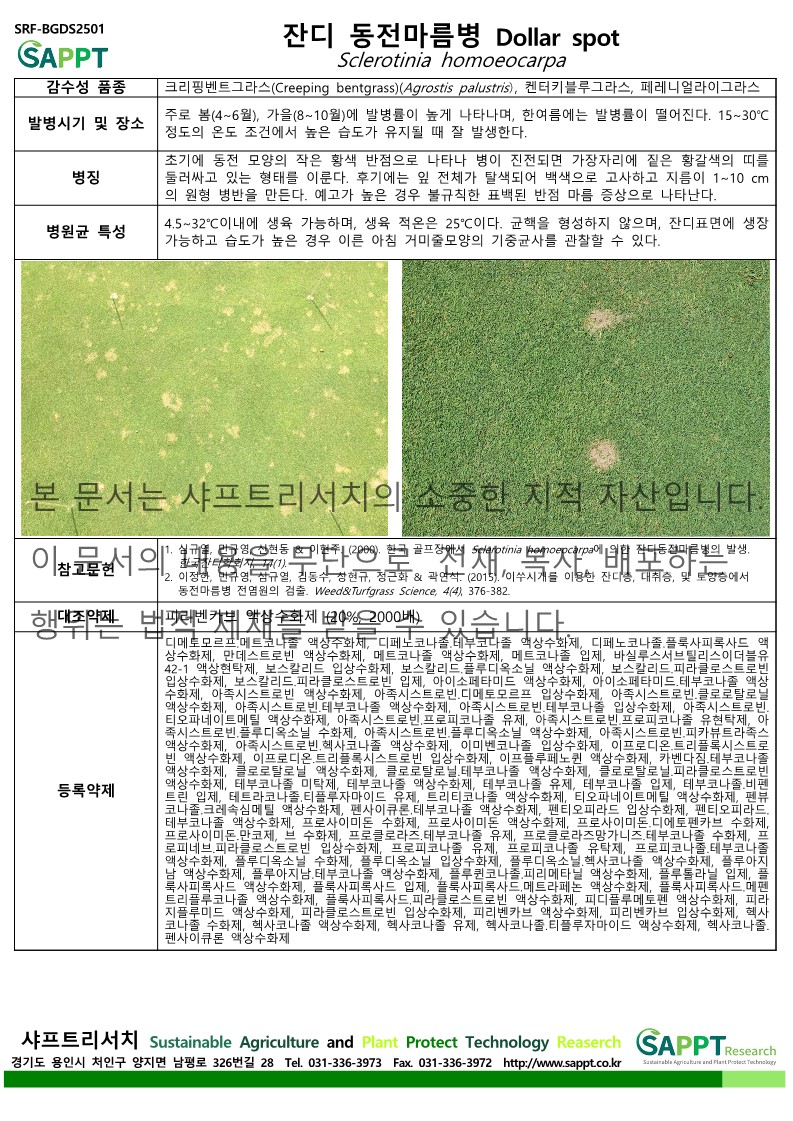 SRF-BGDS2501
SAPPT
잔디 동전마름병 Dollar spot
Sclerotinia homoeocarpa
감수성 품종
크리핑벤트그라스(Creeping bentgrass)(Agrostis palustris), 켄터키블루그라스, 페레니얼라이그라스
발병시기 및 장소
주로 봄(4~6월), 가을(8~10월)에 발병률이 높게 나타나며, 한여름에는 발병률이 떨어진다. 15~30℃
정도의 온도 조건에서 높은 습도가 유지될 때 잘 발생한다.
병징
초기에 동전 모양의 작은 황색 반점으로 나타나 병이 진전되면 가장자리에 짙은 황갈색의 띠를
둘러싸고 있는 형태를 이룬다. 후기에는 잎 전체가 탈색되어 백색으로 고사하고 지름이 1~10 cm
의 원형 병반을 만든다. 예고가 높은 경우 불규칙한 표백된 반점 마름 증상으로 나타난다.
병원균 특성
4.5~32℃이내에 생육 가능하며, 생육 적온은 25℃이다. 균핵을 형성하지 않으며, 잔디표면에 생장
가능하고 습도가 높은 경우 이른 아침 거미줄모양의 기중균사를 관찰할 수 있다.
본 문서는 샤프트리서치의 소중한 지적 자산입니다.
이 문서의 내용을 무단으로 전재, 복사, 배포하는
행위는 법적 제재를 받을 수 있습니다.
참고문헌
1. 심규열, 민규영, 신현동 & 이현주. (2000). 한국 골프장에서 Sclerotinia homoeocarpa에 의한 잔디동전마름병의 발생.
한국잔디학회지, 14(1).
2. 이정한, 민규영, 심규열, 김동수, 성현규, 정근화 & 곽연식. (2015). 이수시계를 이용한 잔디종, 대취층, 및 토양층에서
동전마름병 전염원의 검출. Weed&Turfgrass Science, 4(4), 376-382.
대조약제
피리벤카브 액상수화제 (20%, 2000배)
등록약제
디메토모르프.메트코나졸 액상수화제, 디페노코나졸.테부코나졸 액상수화제, 디페노코나졸.플룩사피록사드 액
상수화제, 만데스트로빈 액상수화제, 메트코나졸 액상수화제, 메트코나졸 입제, 바실루스서브틸리스이더블유
42-1 액상현탁제, 보스칼리드 입상수화제, 보스칼리드.플루디옥소닐 액상수화제, 보스칼리드.피라클로스트로빈
입상수화제, 보스칼리드.피라클로스트로빈 입제, 아이소페타미드 액상수화제, 아이소페타미드.테부코나졸 액상
수화제, 아족시스트로빈 액상수화제, 아족시스트로빈.디메토모르프 입상수화제, 아족시스트로빈.클로로탈로닐
액상수화제, 아족시스트로빈.테부코나졸 액상수화제, 아족시스트로빈.테부코나졸 입상수화제, 아족시스트로빈.
티오파네이트메틸 액상수화제, 아족시스트로빈.프로피코나졸 유제, 아족시스트로빈.프로피코나졸 유현탁제, 아
족시스트로빈.플루디옥소닐 수화제, 아족시스트로빈.플루디옥소닐 액상수화제, 아족시스트로빈.피카뷰트라족스
액상수화제, 아족시스트로빈.헥사코나졸 액상수화제, 이미벤코나졸 입상수화제, 이프로디온.트리플록시스트로
빈 액상수화제, 이프로디온.트리플록시스트로빈 입상수화제, 이프플루페노퀸 액상수화제, 카벤다짐.테부코나졸
액상수화제, 클로로탈로닐 액상수화제, 클로로탈로닐.테부코나졸 액상수화제, 클로로탈로닐.피라클로스트로빈
액상수화제, 테부코나졸 미탁제, 테부코나졸 액상수화제, 테부코나졸 유제, 테부코나졸 입제, 테부코나졸.비펜
트린 입제, 테트라코나졸.티플루자마이드 유제, 트리티코나졸 액상수화제, 티오파네이트메틸 액상수화제, 펜뷰
코나졸.크레속심메틸 액상수화제, 펜사이큐론.테부코나졸 액상수화제, 펜티오피라드 입상수화제, 펜티오피라드.
테부코나졸 액상수화제, 프로사이미돈 수화제, 프로사이미돈 액상수화제, 프로사이미돈.디에토펜카브 수화제,
프로사이미돈.만코제, 브 수화제, 프로클로라즈.테부코나졸 유제, 프로클로라즈망가니즈.테부코나졸 수화제, 프
로피네브.피라클로스트로빈 입상수화제, 프로피코나졸 유제, 프로피코나졸 유탁제, 프로피코나졸.테부코나졸
액상수화제, 플루디옥소닐 수화제, 플루디옥소닐 입상수화제, 플루디옥소닐.헥사코나졸 액상수화제, 플루아지
남 액상수화제, 플루아지남.테부코나졸 액상수화제, 플루퀸코나졸.피리메타닐 액상수화제, 플루톨라닐 입제, 플
룩사피록사드 액상수화제, 플룩사피록사드 입제, 플룩사피록사드.메트라페논 액상수화제, 플룩사피록사드.메펜
트리플루코나졸 액상수화제, 플룩사피록사드.피라클로스트로빈 액상수화제, 피디플루메토펜 액상수화제, 피라
지플루미드 액상수화제, 피라클로스트로빈 입상수화제, 피리벤카브 액상수화제, 피리벤카브 입상수화제, 헥사
코나졸 수화제, 헥사코나졸 액상수화제, 헥사코나졸 유제, 헥사코나졸.티플루자마이드 액상수화제, 헥사코나졸.
펜사이큐론 액상수화제
샤프트리서치 Sustainable Agriculture and Plant Protect Technology Reaserch
경기도 용인시 처인구 양지면 남평로 326번길 28 Tel. 031-336-3973 Fax. 031-336-3972 http://www.sappt.co.kr
SAPPT Research
Sustainable Agriculture and Plant Protect Technology